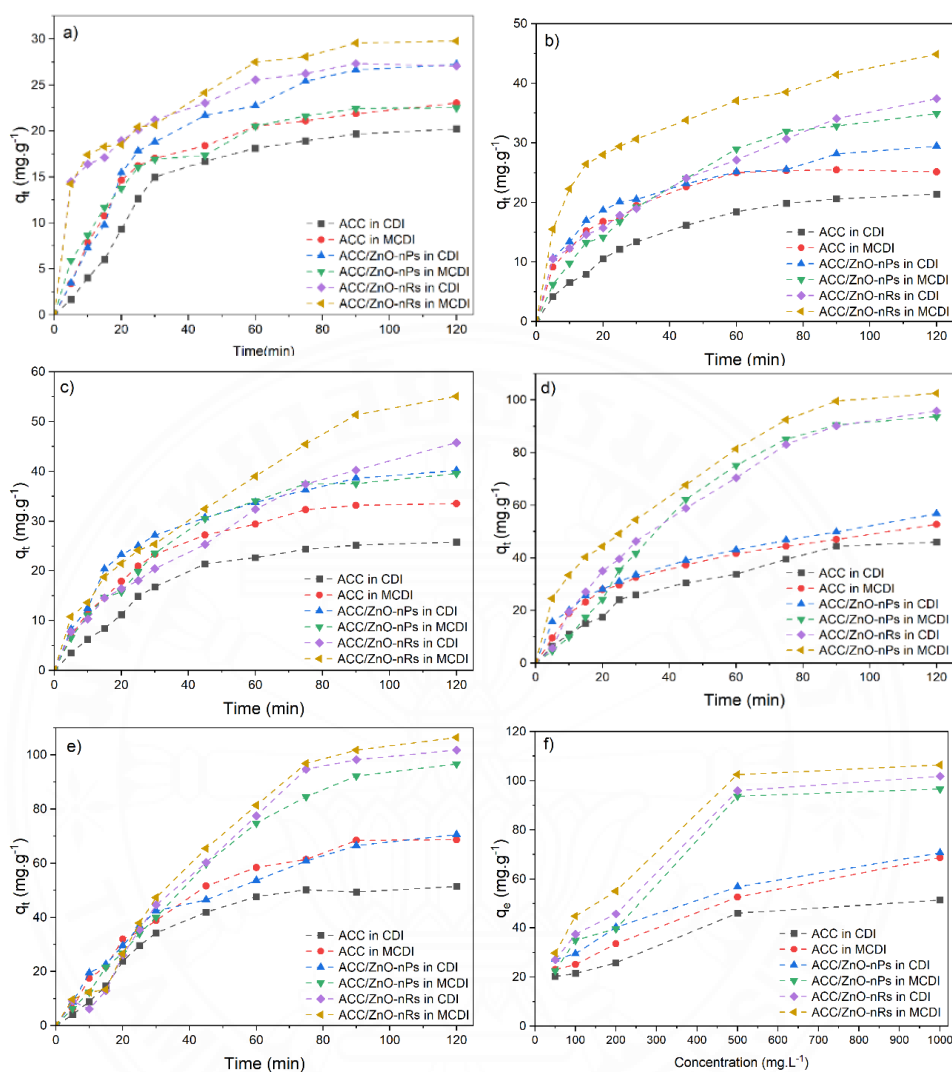 a)
30
25
20
15
10
5
0
qt (mg.g-1)
ACC in CDI
ACC in MCDI
ACC/ZnO-nPs in CDI
ACC/ZnO-nPs in MCDI
ACC/ZnO-nRs in CDI
ACC/ZnO-nRs in MCDI
0 20 40 60 80 100 120
Time(min)
b)
50
40
30
20
10
0
qt (mg.g-1)
ACC in CDI
ACC in MCDI
ACC/ZnO-nPs in CDI
ACC/ZnO-nPs in MCDI
ACC/ZnO-nRs in CDI
ACC/ZnO-nRs in MCDI
0 20 40 60 80 100 120
Time (min)
c)
60
50
40
30
20
10
0
qt (mg.g-1)
ACC in CDI
ACC in MCDI
ACC/ZnO-nPs in CDI
ACC/ZnO-nPs in MCDI
ACC/ZnO-nRs in CDI
ACC/ZnO-nRs in MCDI
0 20 40 60 80 100 120
Time (min)
d)
100
80
60
40
20
0
qt (mg.g-1)
ACC in CDI
ACC in MCDI
ACC/ZnO-nPs in CDI
ACC/ZnO-nPs in MCDI
ACC/ZnO-nRs in CDI
ACC/ZnO-nRs in MCDI
0 20 40 60 80 100 120
Time (min)
e)
100
80
60
40
20
0
qt (mg.g-1)
ACC in CDI
ACC in MCDI
ACC/ZnO-nPs in CDI
ACC/ZnO-nPs in MCDI
ACC/ZnO-nRs in CDI
ACC/ZnO-nRs in MCDI
0 20 40 60 80 100 120
Time (min)
f)
120
100
80
60
40
20
0
qe (mg.g-1)
ACC in CDI
ACC in MCDI
ACC/ZnO-nPs in CDI
ACC/ZnO-nPs in MCDI
ACC/ZnO-nRs in CDI
ACC/ZnO-nRs in MCDI
0 100 200 300 400 500 600 700 800 900 1000
Concentration (mg.L-1)